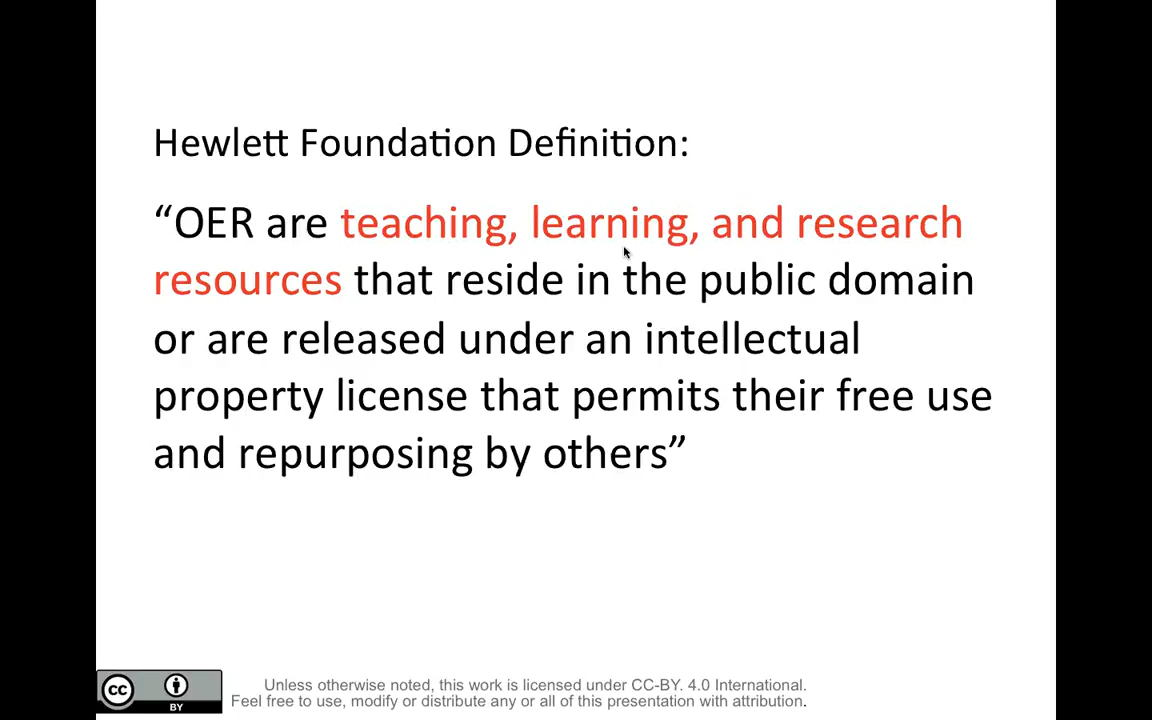 Hewlett Foundation Definition:
“OER are teaching, learning, and research
resources that reside in the public domain
or are released under an intellectual
property license that permits their free use
and repurposing by others”
cc BY
Unless otherwise noted, this work is licensed under CC-BY. 4.0 International.
Feel free to use, modify or distribute any or all of this presentation with attribution.